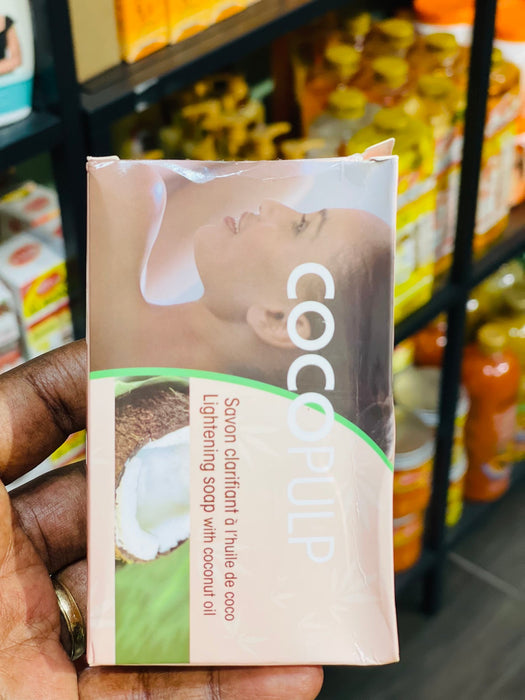 COCOPULP
Savon clarifiant à l'huile de coco
Lightening soap with coconut oil